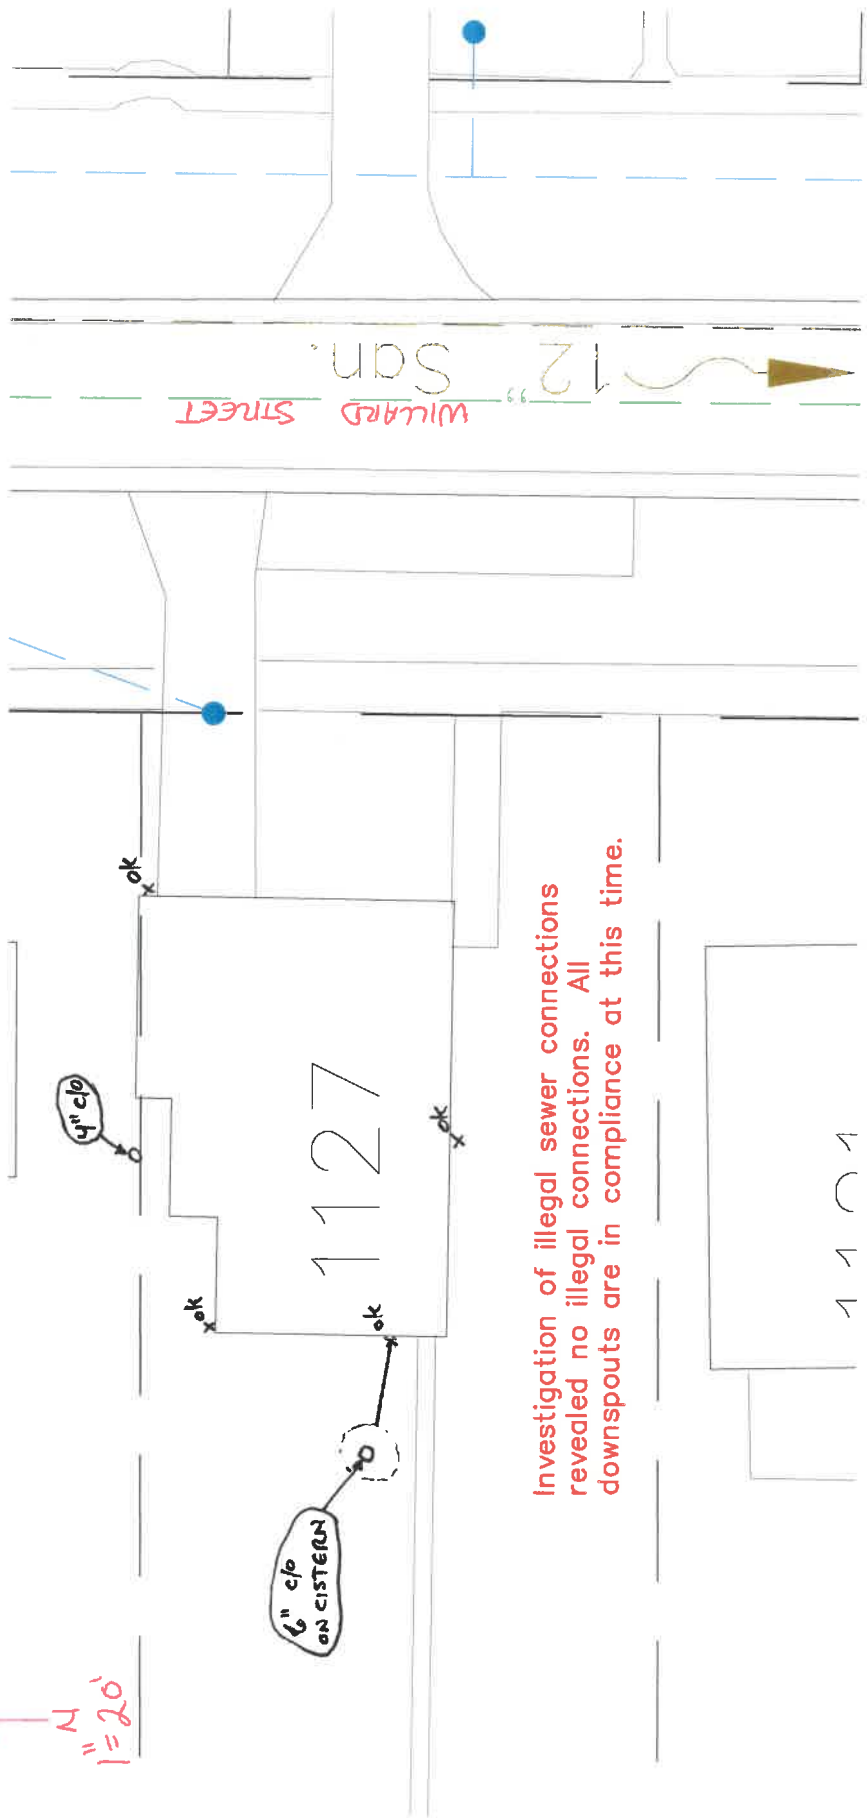 12" San.
WILLARD STREET
ok
4" c/o
1127
ok
ok
ok
6" c/o
ON CISTERN
Investigation of illegal sewer connections
revealed no illegal connections. All
downspouts are in compliance at this time.
N
1"=20'